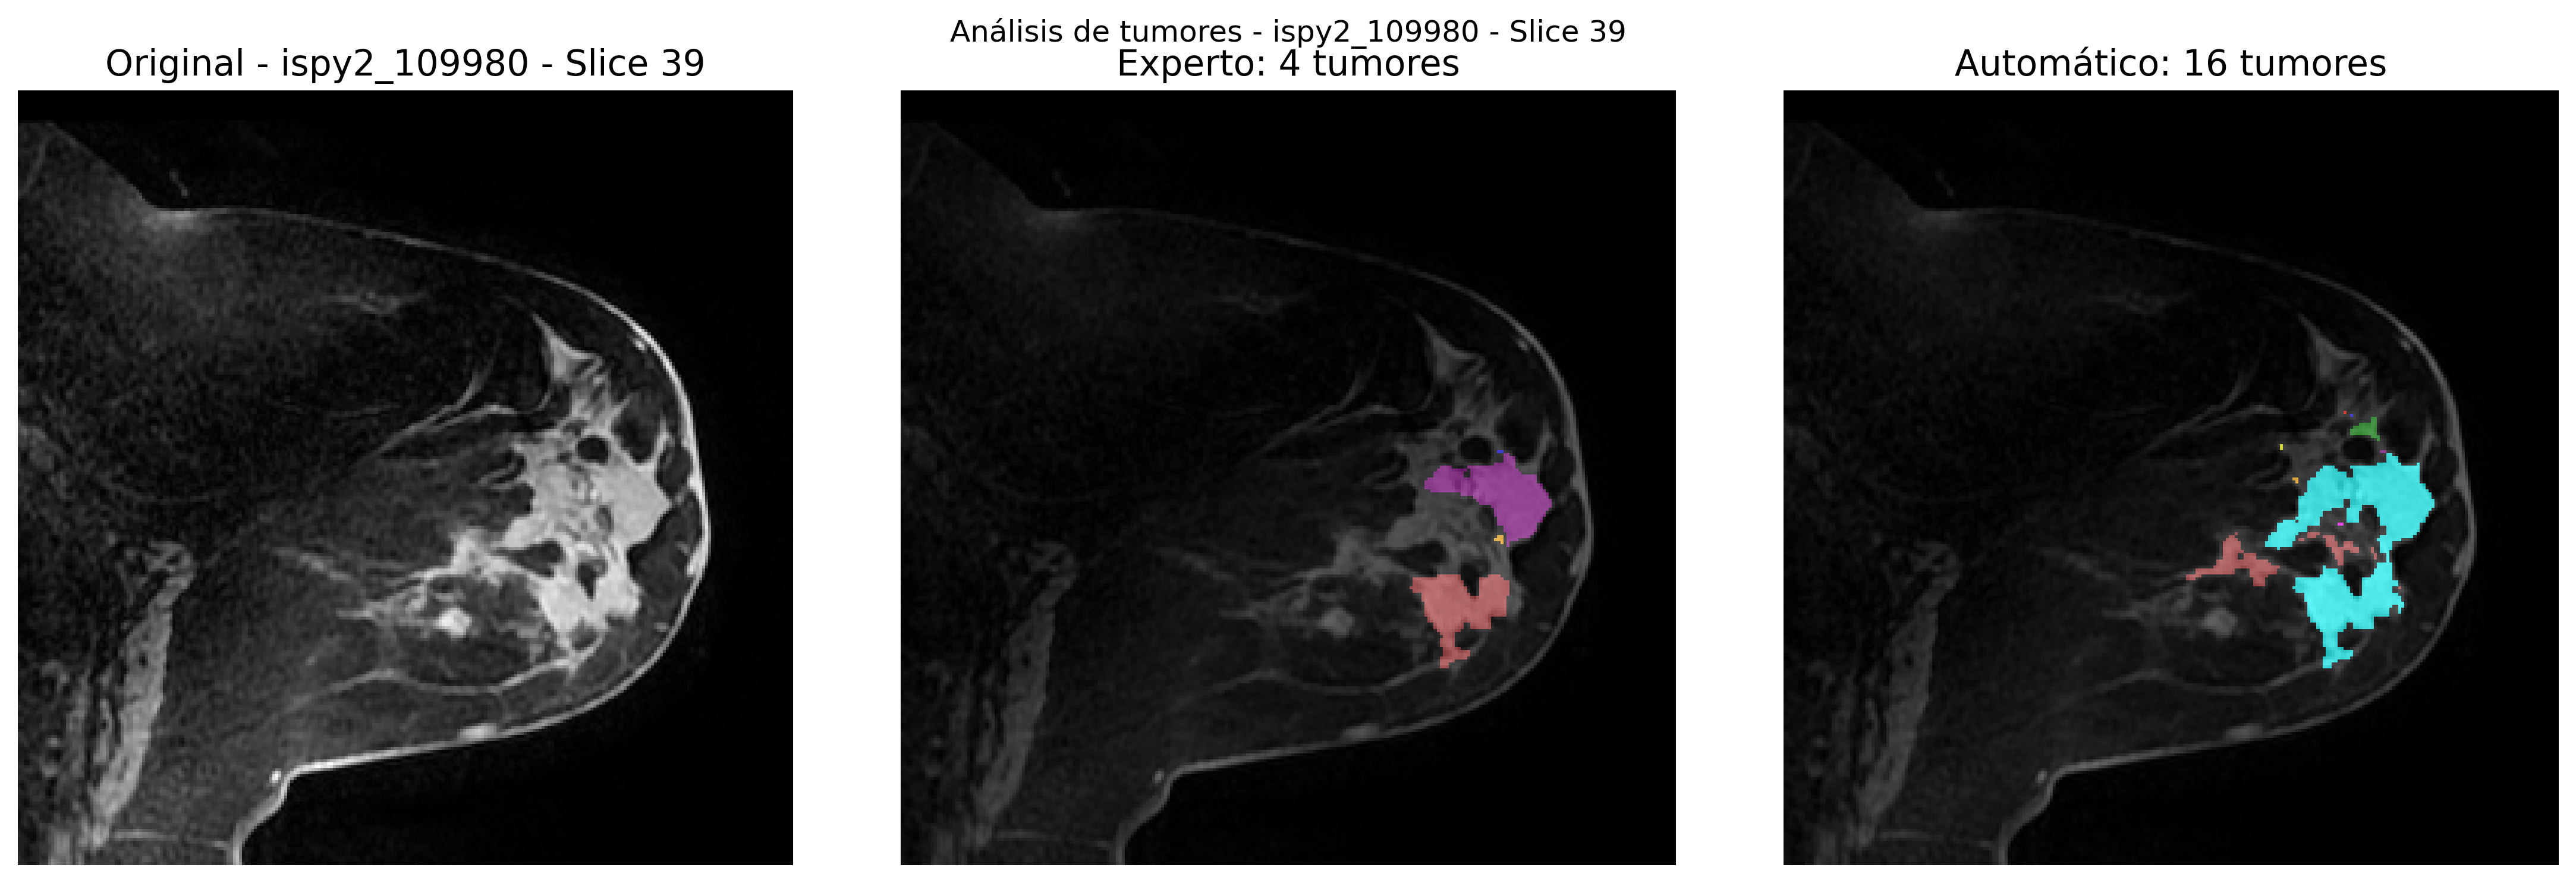 Análisis de tumores - ispy2_109980 - Slice 39
Original - ispy2_109980 - Slice 39
Experto: 4 tumores
Automático: 16 tumores